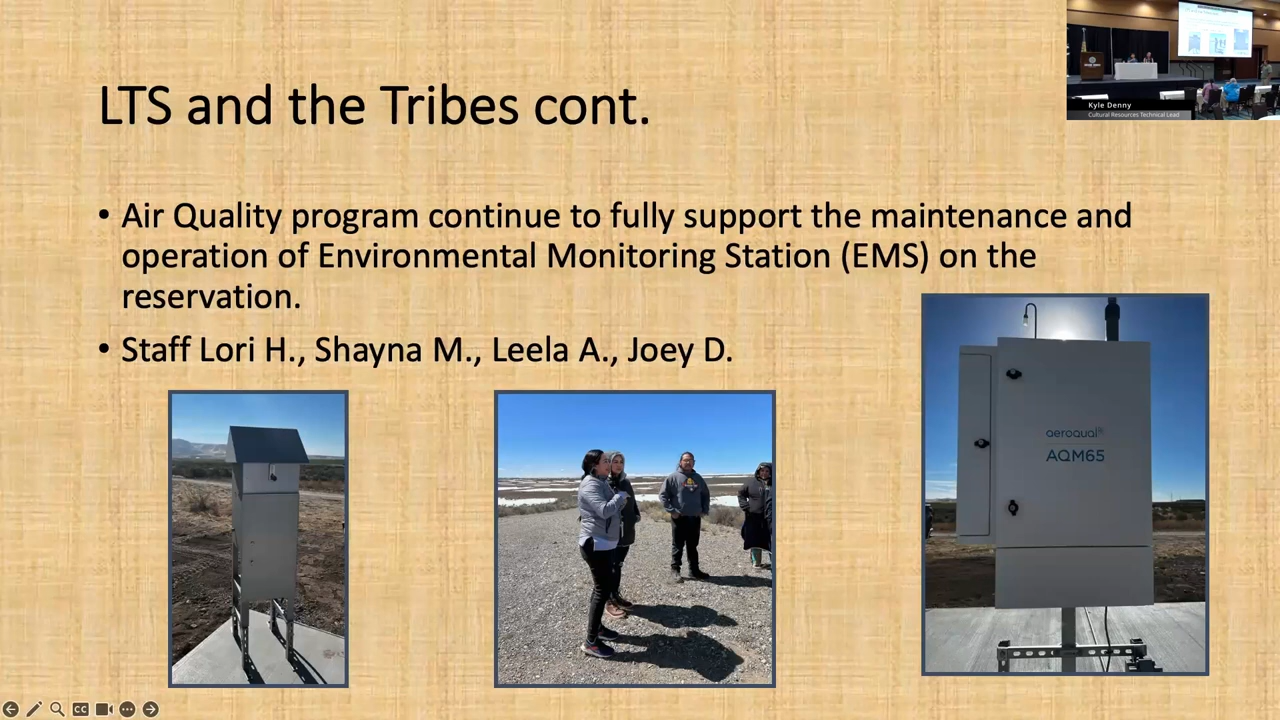 LTS and the Tribes cont.
Kyle Denny
Cultural Resources Technical Lead
• Air Quality program continue to fully support the maintenance and
operation of Environmental Monitoring Station (EMS) on the
reservation.
• Staff Lori H., Shayna M., Leela A., Joey D.
aeroqual
AQM65
CC